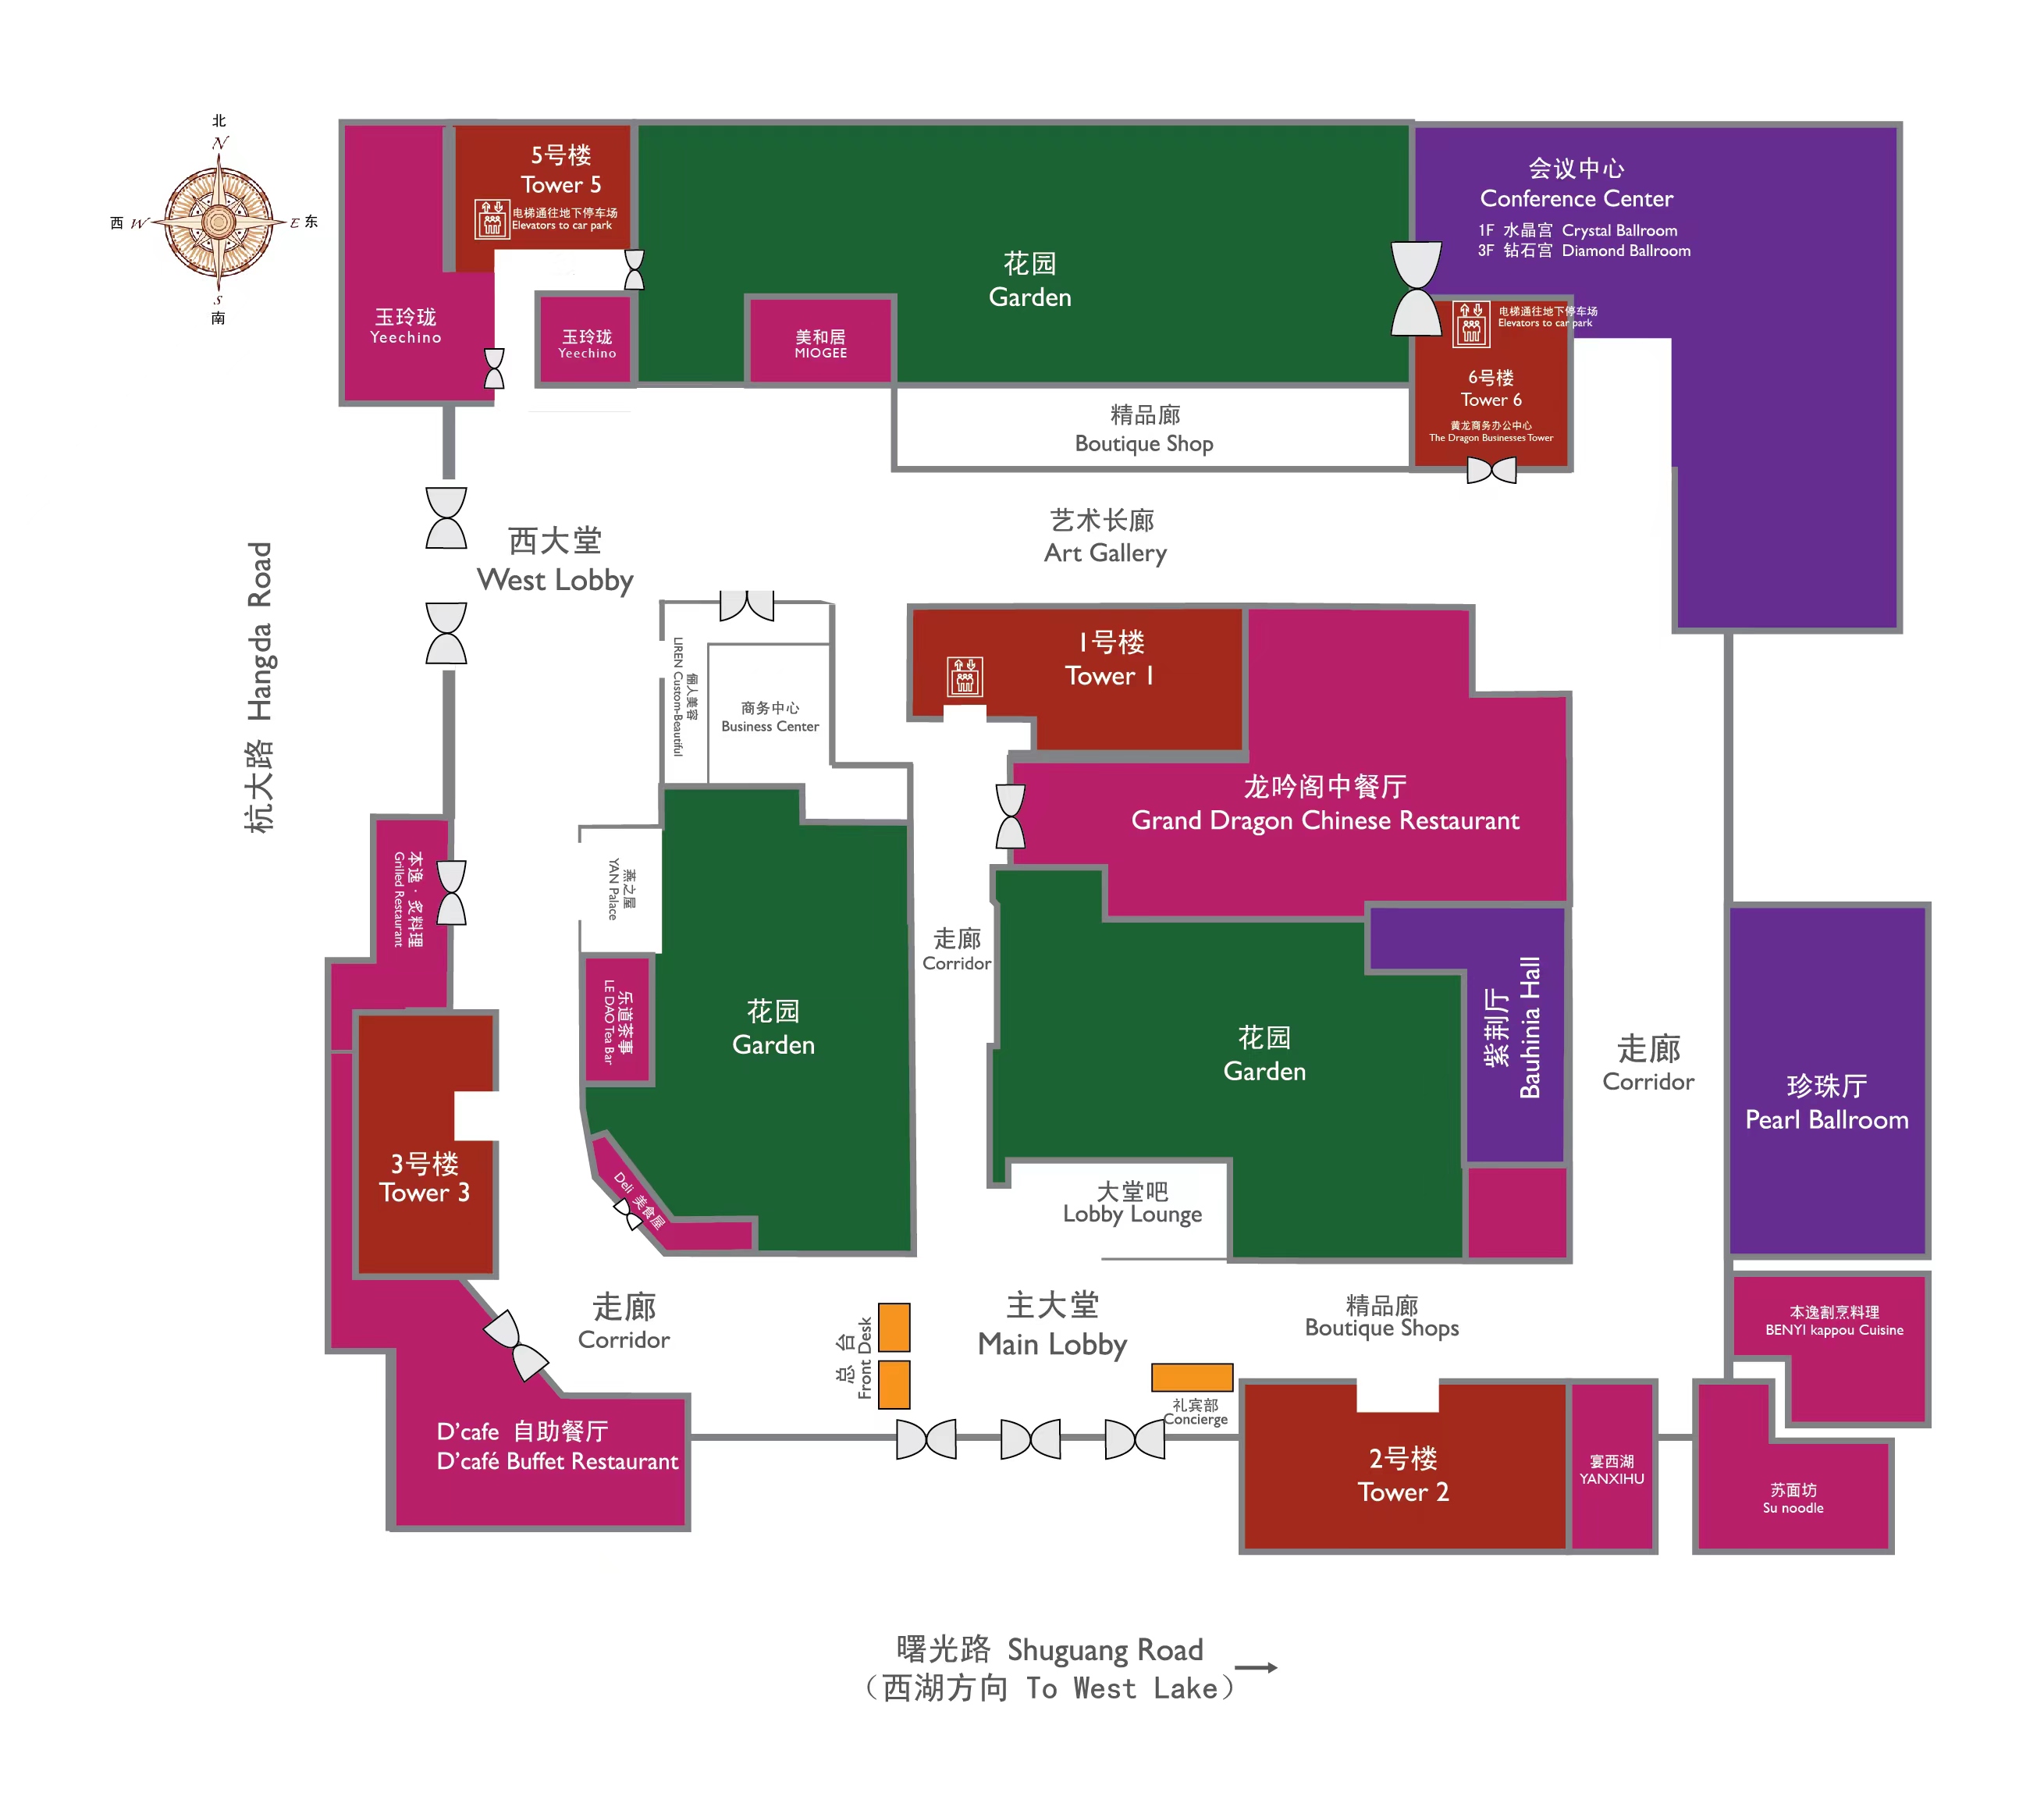 北
N
西 W
E 东
S
南
5号楼
Tower 5
电梯通往地下停车场
Elevators to car park
玉玲珑
Yeechino
玉玲珑
Yeechino
美和居
MIOGEE
花园
Garden
会议中心
Conference Center
1F 水晶宫 Crystal Ballroom
3F 钻石宫 Diamond Ballroom
电梯通往地下停车场
Elevators to car park
6号楼
Tower 6
黄龙商务办公中心
The Dragon Businesses Tower
精品廊
Boutique Shop
艺术长廊
Art Gallery
西大堂
West Lobby
杭大路 Hangda Road
俪人美容
LIREN Custom-Beautiful
商务中心
Business Center
1号楼
Tower 1
龙吟阁中餐厅
Grand Dragon Chinese Restaurant
本逸·炙料理
Grilled Restaurant
燕之屋
YAN Palace
乐道茶事
LE DAO Tea Bar
花园
Garden
走廊
Corridor
花园
Garden
紫荆厅
Bauhinia Hall
走廊
Corridor
珍珠厅
Pearl Ballroom
3号楼
Tower 3
Deli 美食屋
大堂吧
Lobby Lounge
走廊
Corridor
总台
Front Desk
主大堂
Main Lobby
精品廊
Boutique Shops
礼宾部
Concierge
本逸割烹料理
BENYI kappou Cuisine
D'cafe 自助餐厅
D'café Buffet Restaurant
2号楼
Tower 2
宴西湖
YANXIHU
苏面坊
Su noodle
曙光路 Shuguang Road
（西湖方向 To West Lake）